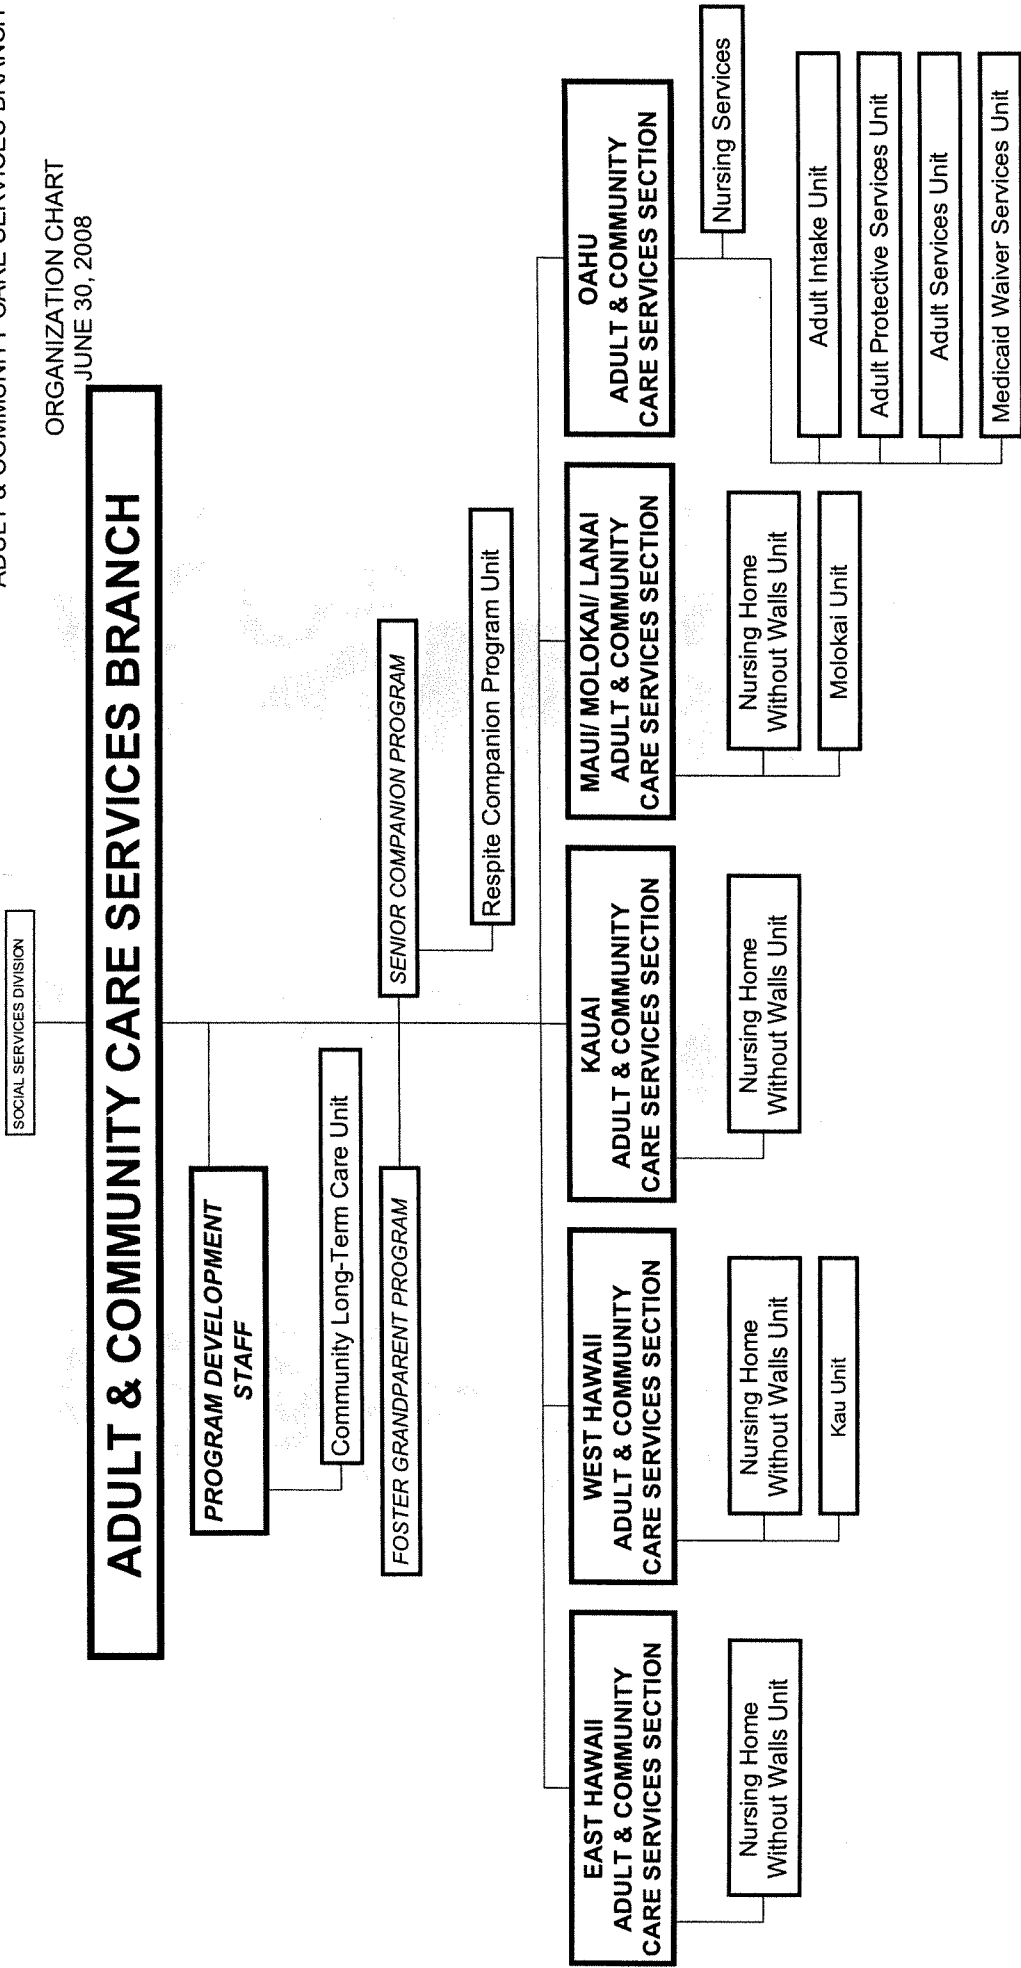 ADULT & COMMUNITY CARE SERVICES BRANCH
ORGANIZATION CHART
JUNE 30, 2008
SOCIAL SERVICES DIVISION
ADULT & COMMUNITY CARE SERVICES BRANCH
PROGRAM DEVELOPMENT
STAFF
Community Long-Term Care Unit
FOSTER GRANDPARENT PROGRAM
SENIOR COMPANION PROGRAM
Respite Companion Program Unit
EAST HAWAII
ADULT & COMMUNITY
CARE SERVICES SECTION
Nursing Home
Without Walls Unit
WEST HAWAII
ADULT & COMMUNITY
CARE SERVICES SECTION
Nursing Home
Without Walls Unit
Kau Unit
KAUAI
ADULT & COMMUNITY
CARE SERVICES SECTION
Nursing Home
Without Walls Unit
MAUI/ MOLOKAI/ LANAI
ADULT & COMMUNITY
CARE SERVICES SECTION
Nursing Home
Without Walls Unit
Molokai Unit
OAHU
ADULT & COMMUNITY
CARE SERVICES SECTION
Nursing Services
Adult Intake Unit
Adult Protective Services Unit
Adult Services Unit
Medicaid Waiver Services Unit